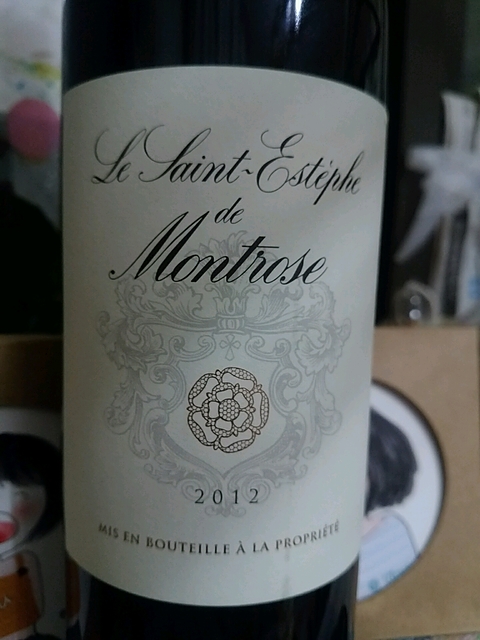 Le Saint-Estèphe
de
Montrose
2012
MIS EN BOUTEILLE À LA PROPRIÉTÉ